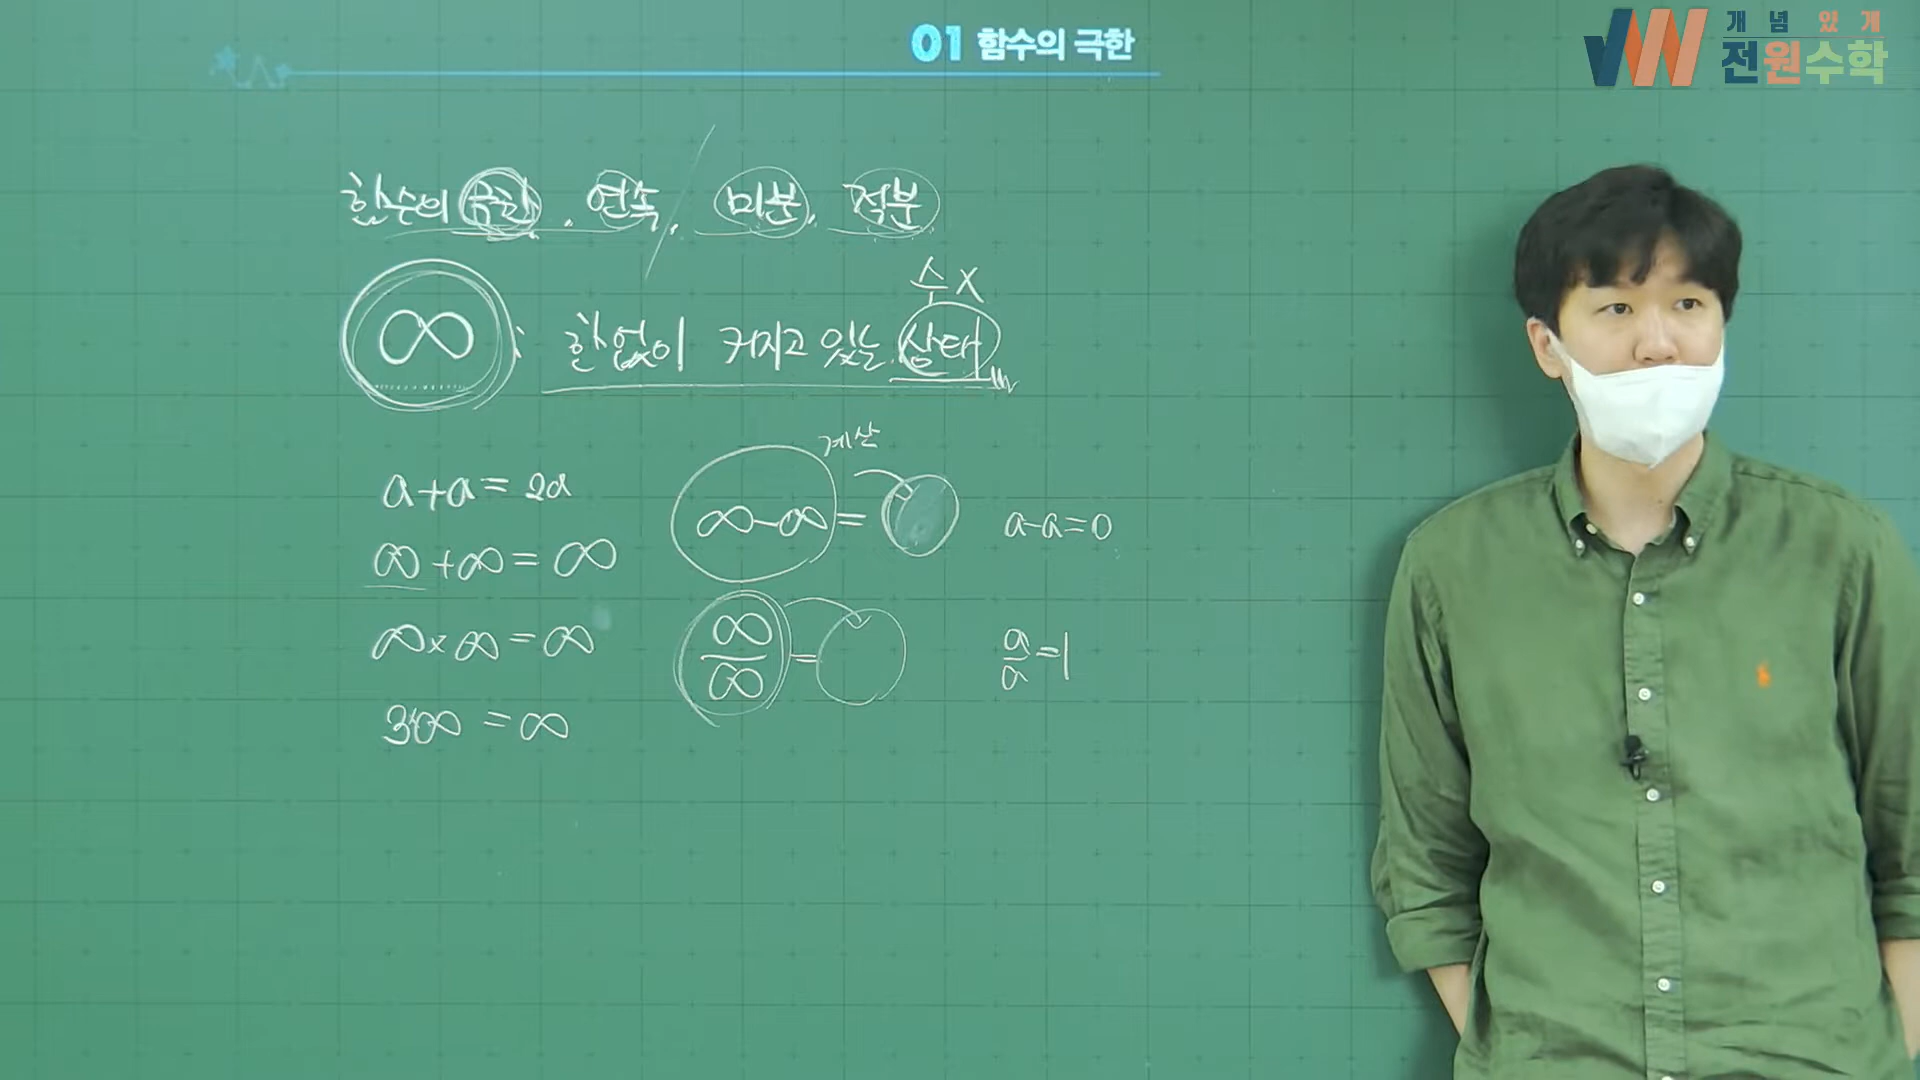 01 함수의 극한
개념있게
전원수학
함수의 극한, 연속, 미분, 적분
수 X
∞ : 한없이 커지고 있는 상태
계산
a+a=2a
∞-∞=
a-a=0
∞+∞=∞
∞×∞=∞
∞/∞=
a/a=1
3·∞=∞